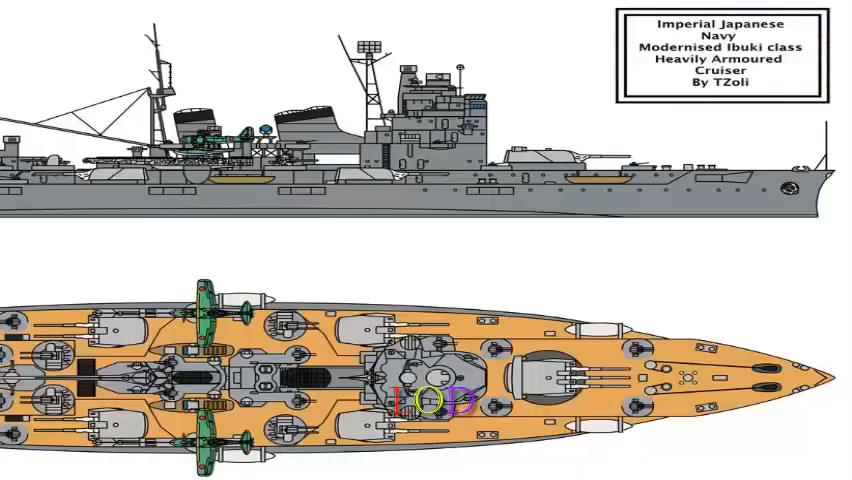 Imperial Japanese
Navy
Modernised Ibuki class
Heavily Armoured
Cruiser
By TZoli
LOD